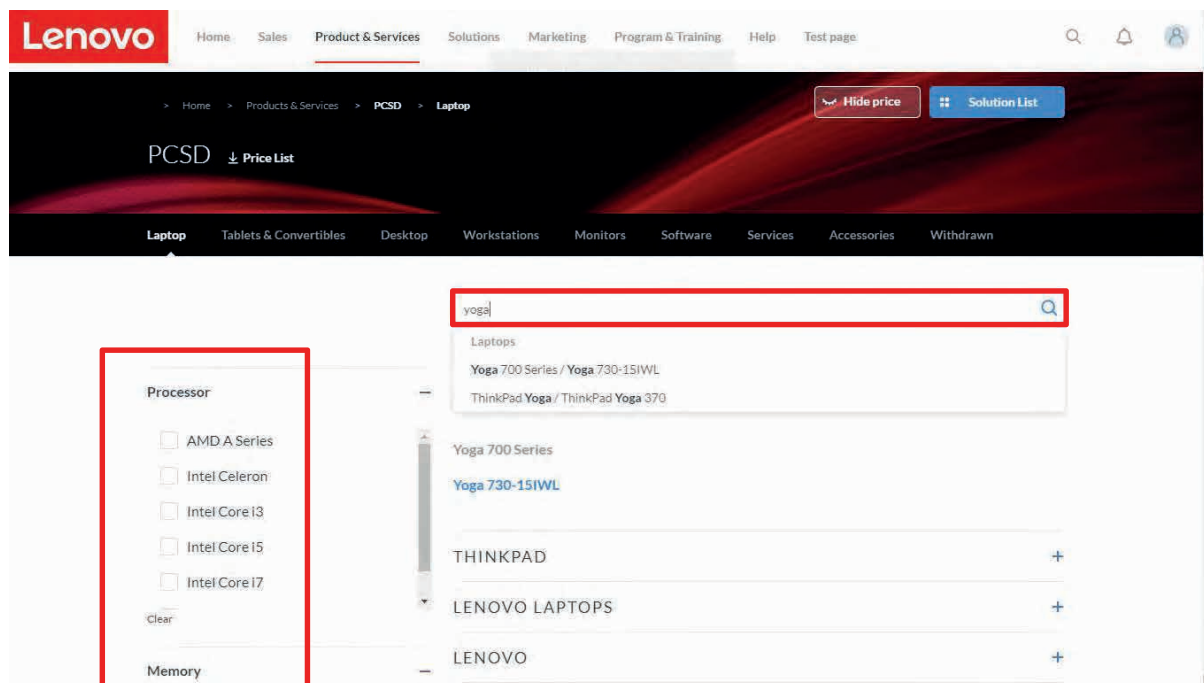 Lenovo
Home Sales Product & Services Solutions Marketing Program & Training Help Test page
> Home > Products & Services > PCSD > Laptop
Hide price
Solution List
PCSD Price List
Laptop Tables & Convertibles Desktop Workstations Monitors Software Services Accessories Withdrawn
yoga
Laptops
Yoga 700 Series / Yoga 730-15IWL
ThinkPad Yoga / ThinkPad Yoga 370
Processor −
AMD A Series
Intel Celeron
Intel Core i3
Intel Core i5
Intel Core i7
Clear
Memory −
Yoga 700 Series
Yoga 730-15IWL
THINKPAD +
LENOVO LAPTOPS +
LENOVO +